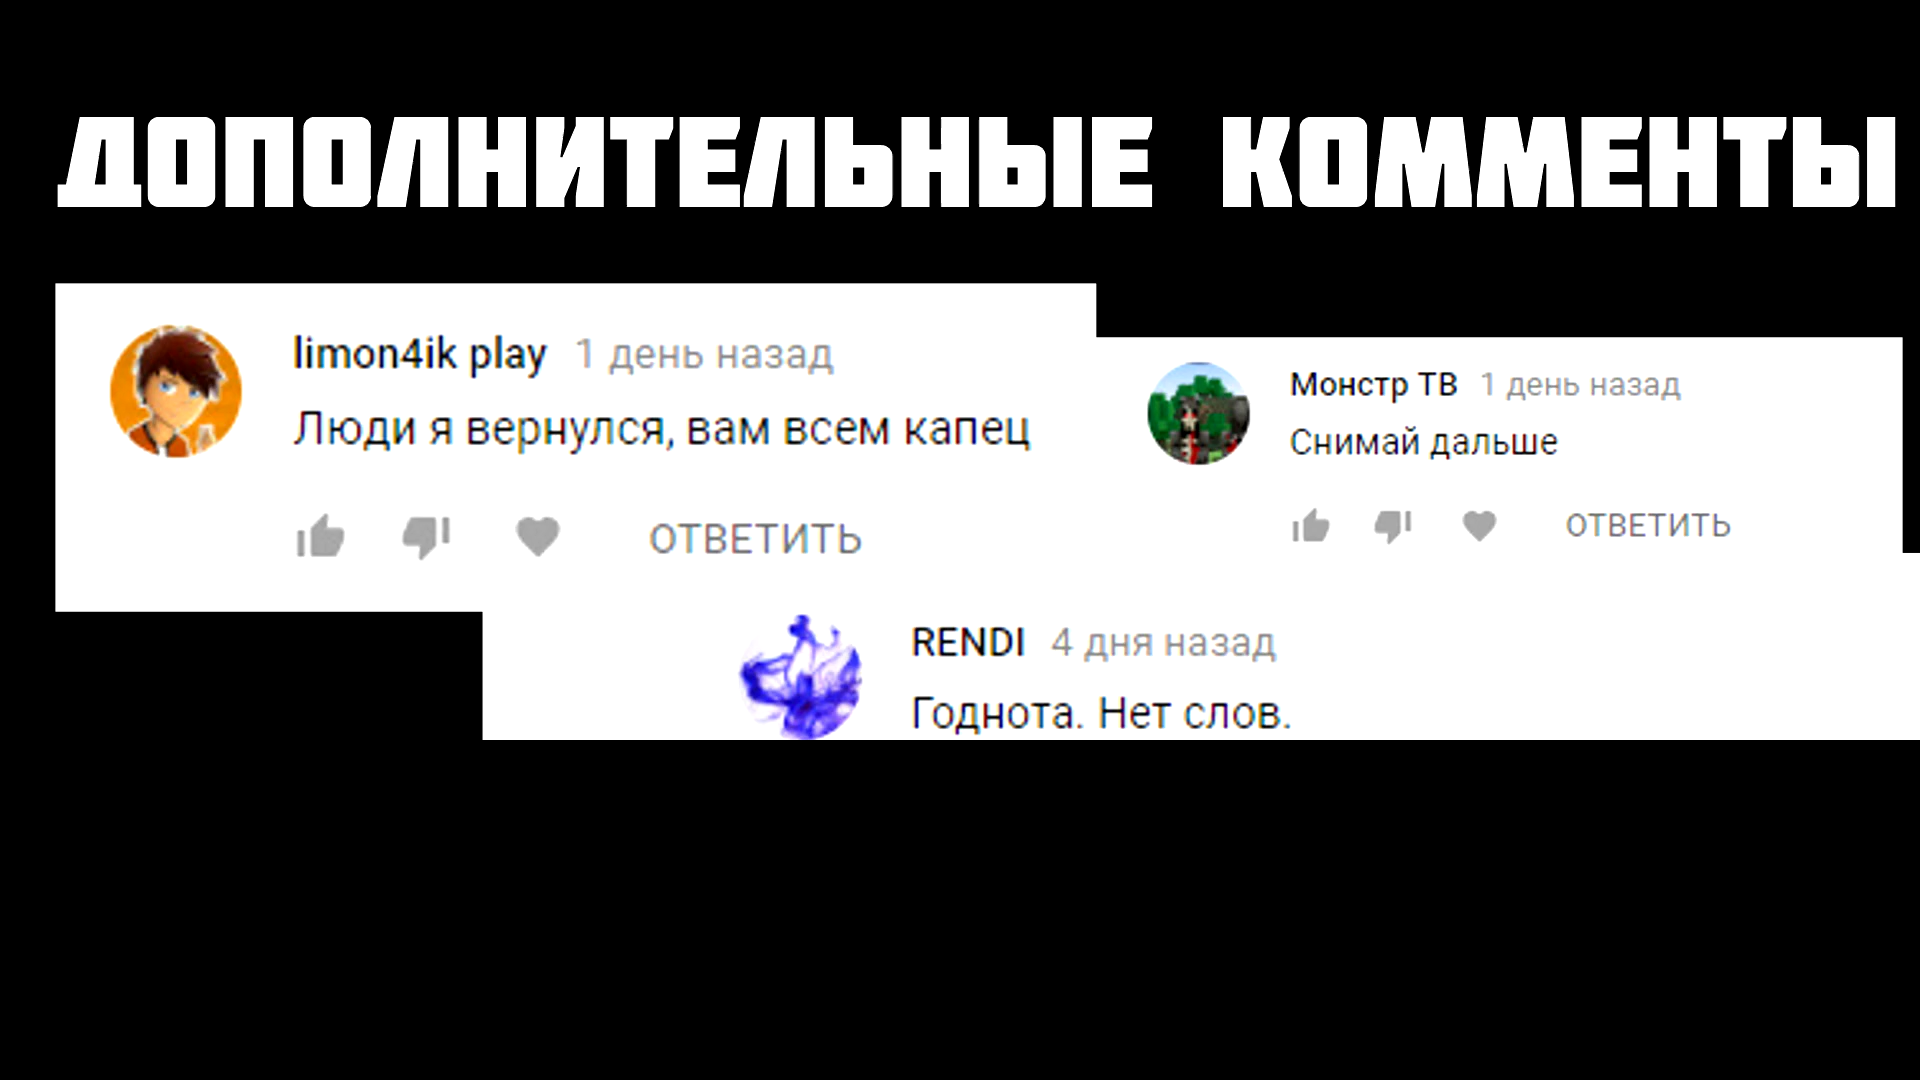 ДОПОЛНИТЕЛЬНЫЕ КОММЕНТЫ
limon4ik play 1 день назад
Люди я вернулся, вам всем капец
ОТВЕТИТЬ
Монстр ТВ 1 день назад
Снимай дальше
ОТВЕТИТЬ
RENDI 4 дня назад
Годнота. Нет слов.